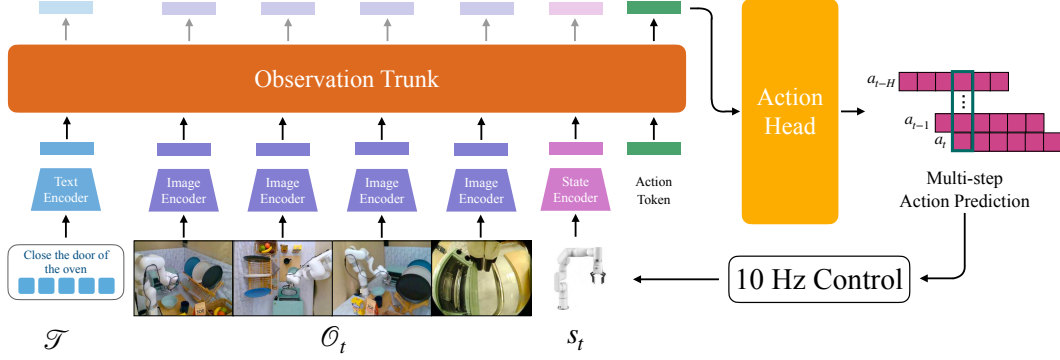 Observation Trunk
Action
Head
a_{t-H}
a_{t-1}
a_t
Multi-step
Action Prediction
Text
Encoder
Image
Encoder
Image
Encoder
Image
Encoder
Image
Encoder
State
Encoder
Action
Token
Close the door of
the oven
10 Hz Control
𝒯
𝒪_t
s_t